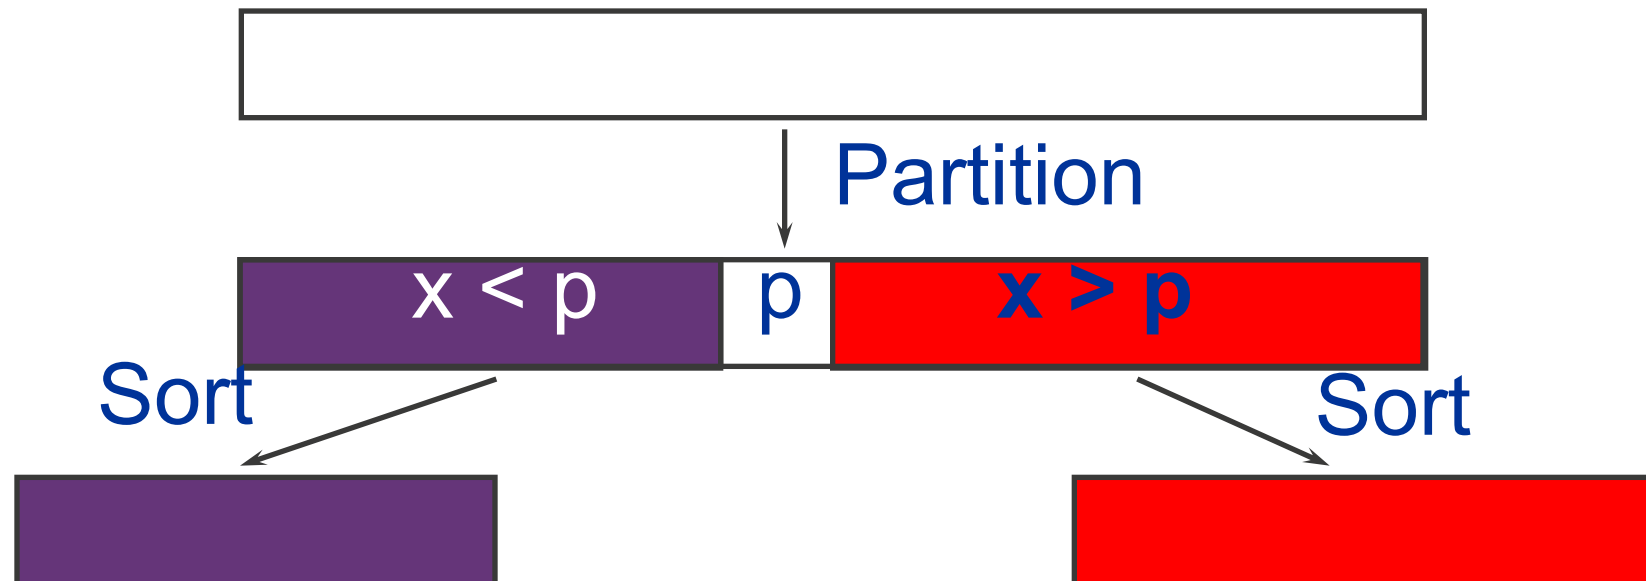 Partition
x < p
p
x > p
Sort
Sort